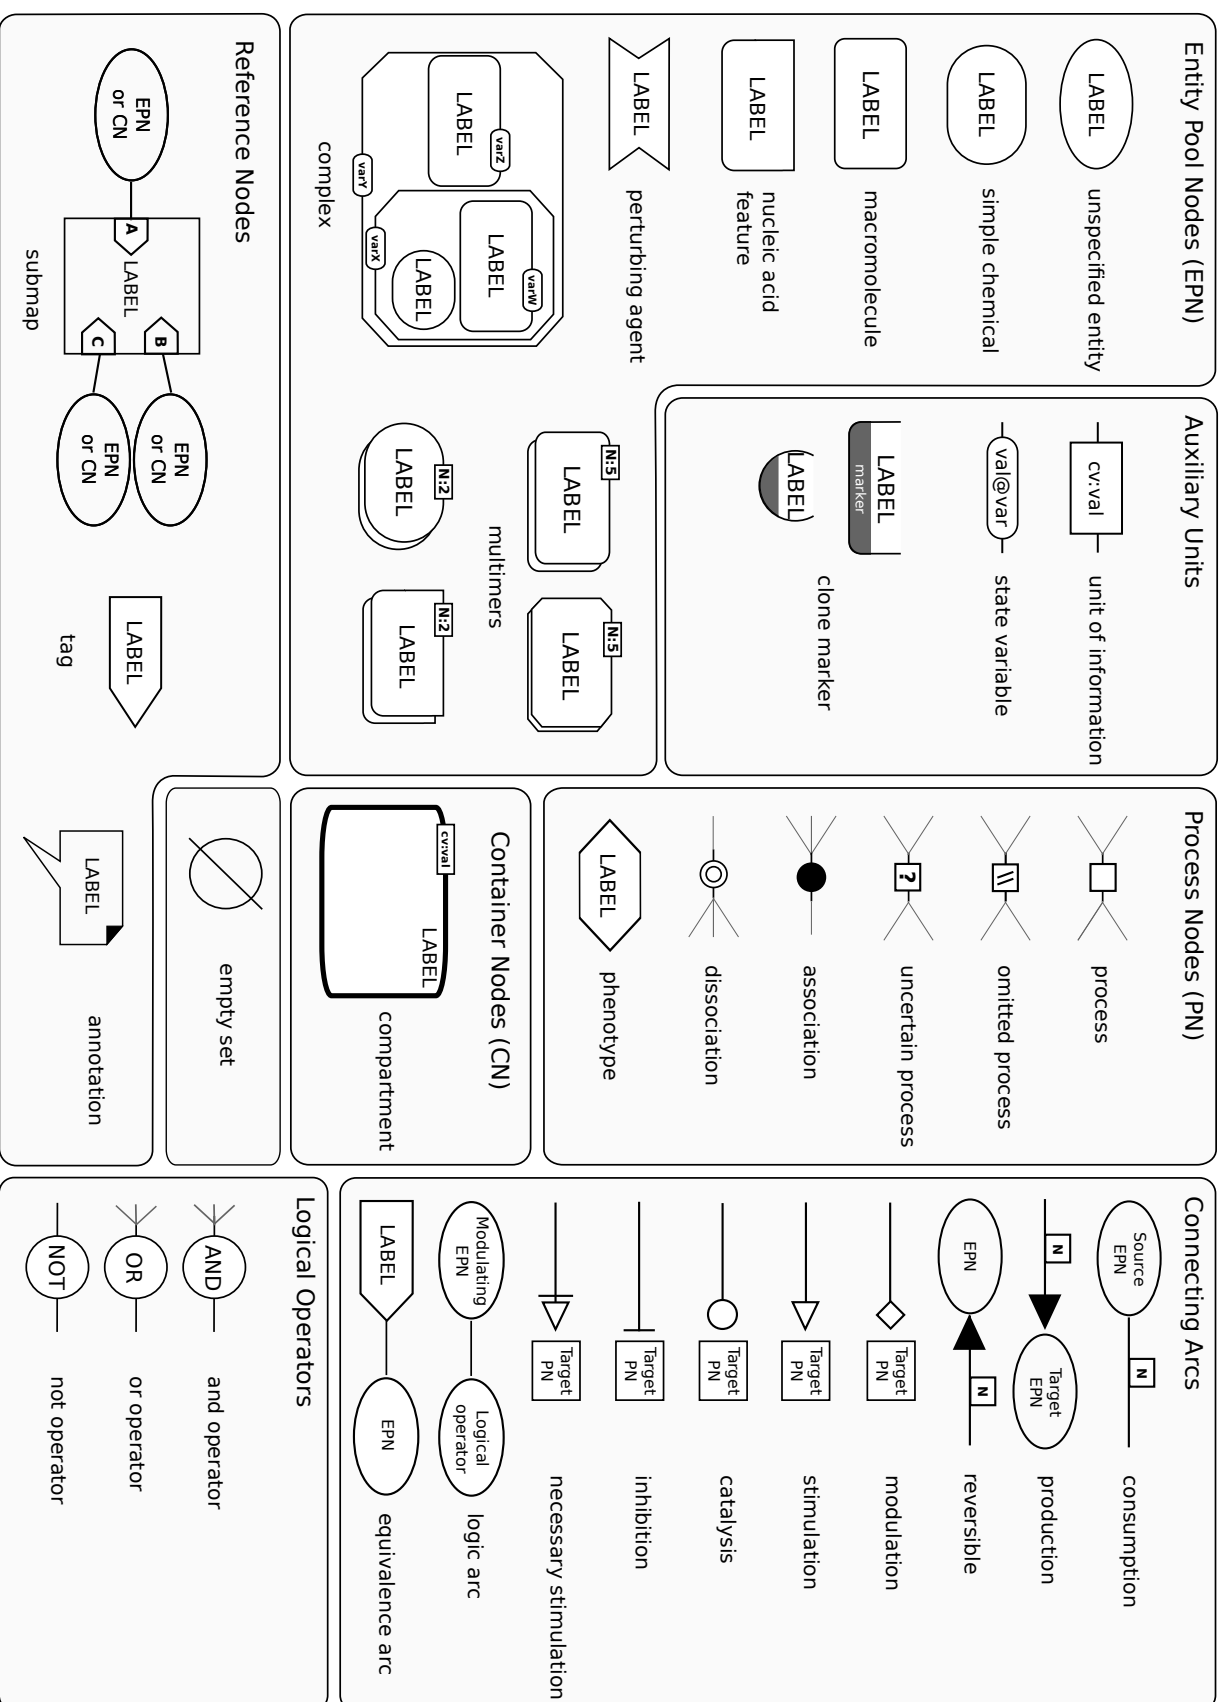 Entity Pool Nodes (EPN)
LABEL
unspecified entity
LABEL
simple chemical
LABEL
macromolecule
LABEL
nucleic acid
feature
LABEL
perturbing agent
LABEL
varZ
LABEL
varW
LABEL
varX
varY
complex
N:5
LABEL
N:5
LABEL
multimers
N:2
LABEL
N:2
LABEL
Auxiliary Units
cv:val
unit of information
val@var
state variable
LABEL
marker
LABEL
clone marker
Process Nodes (PN)
process
\\
omitted process
?
uncertain process
association
dissociation
LABEL
phenotype
Container Nodes (CN)
cv:val
LABEL
compartment
empty set
Reference Nodes
EPN
or CN
A
LABEL
B
C
EPN
or CN
EPN
or CN
submap
LABEL
tag
LABEL
annotation
Connecting Arcs
Source
EPN
N
consumption
N
Target
EPN
production
EPN
N
reversible
Target
PN
modulation
Target
PN
stimulation
Target
PN
catalysis
Target
PN
inhibition
Target
PN
necessary stimulation
Modulating
EPN
Logical
operator
logic arc
LABEL
EPN
equivalence arc
Logical Operators
AND
and operator
OR
or operator
NOT
not operator